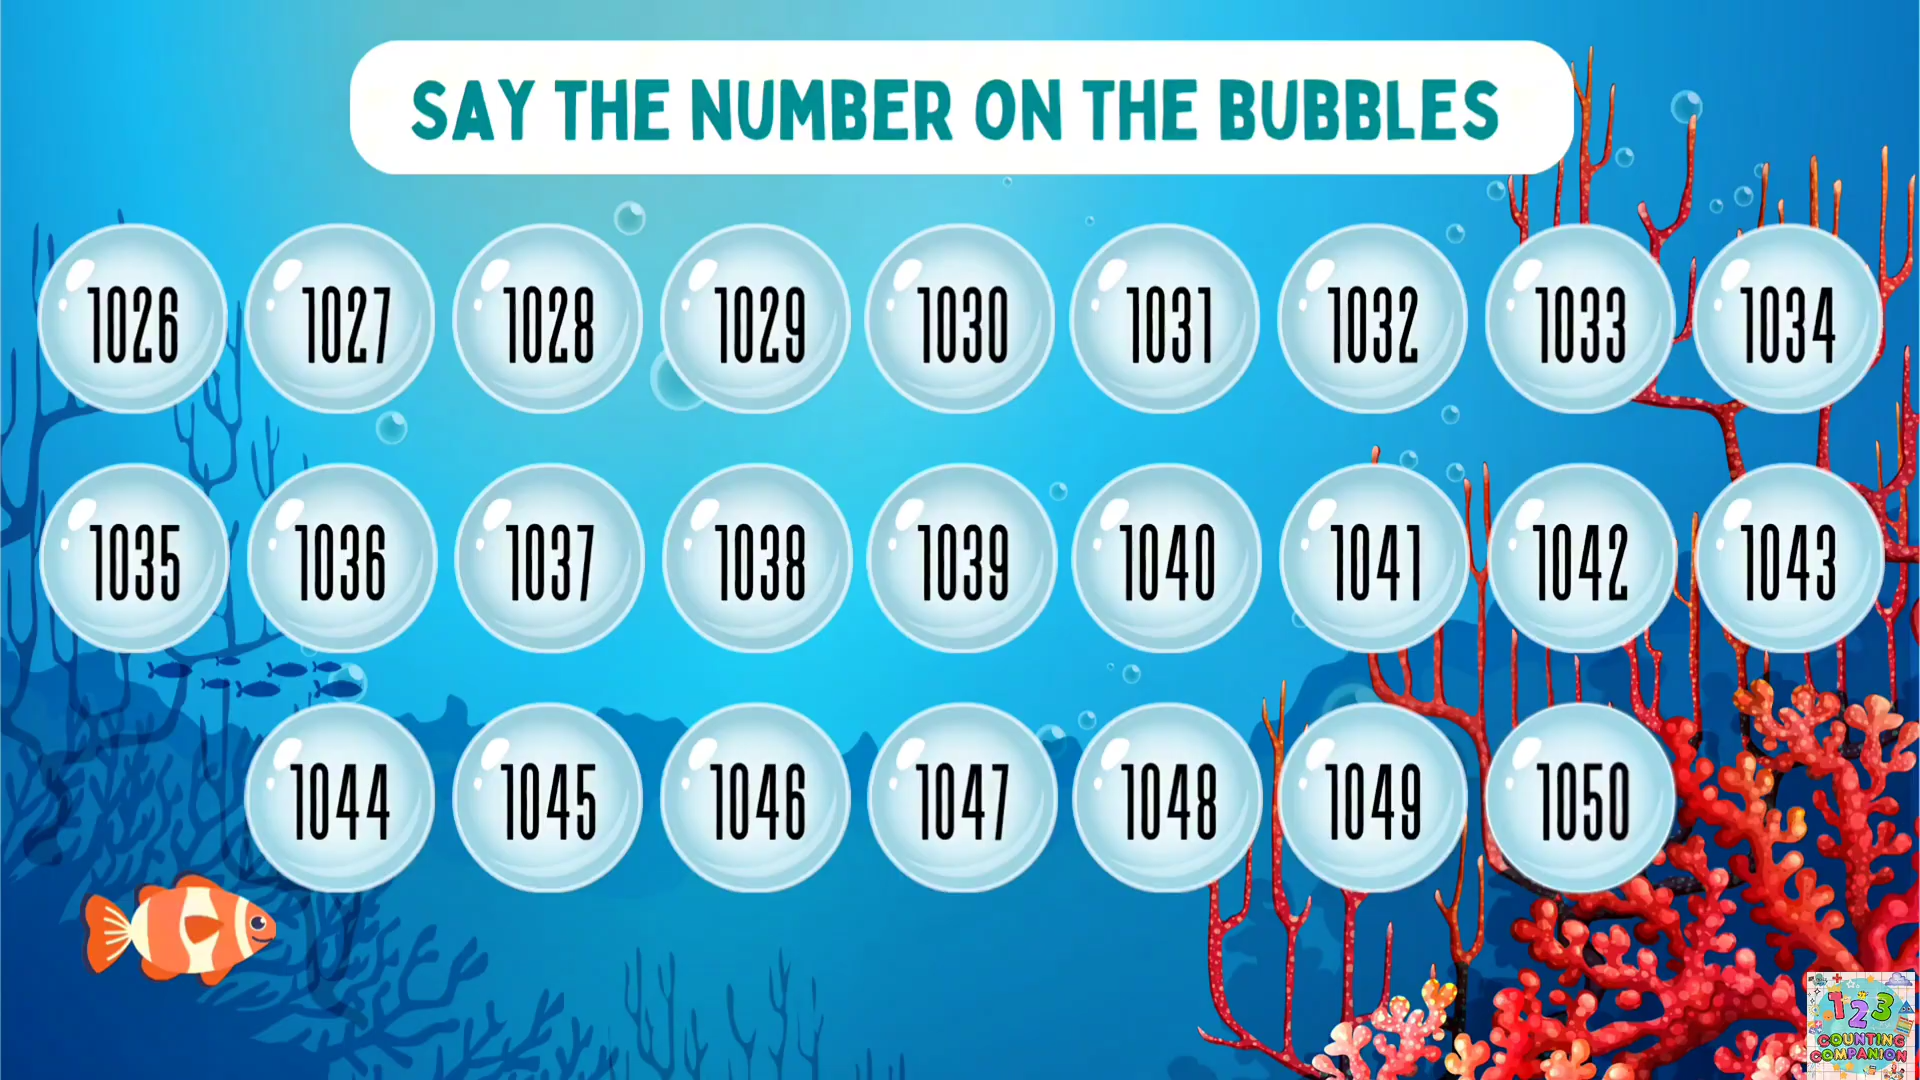 SAY THE NUMBER ON THE BUBBLES
1026 1027 1028 1029 1030 1031 1032 1033 1034
1035 1036 1037 1038 1039 1040 1041 1042 1043
1044 1045 1046 1047 1048 1049 1050
123
COUNTING
COMPANION